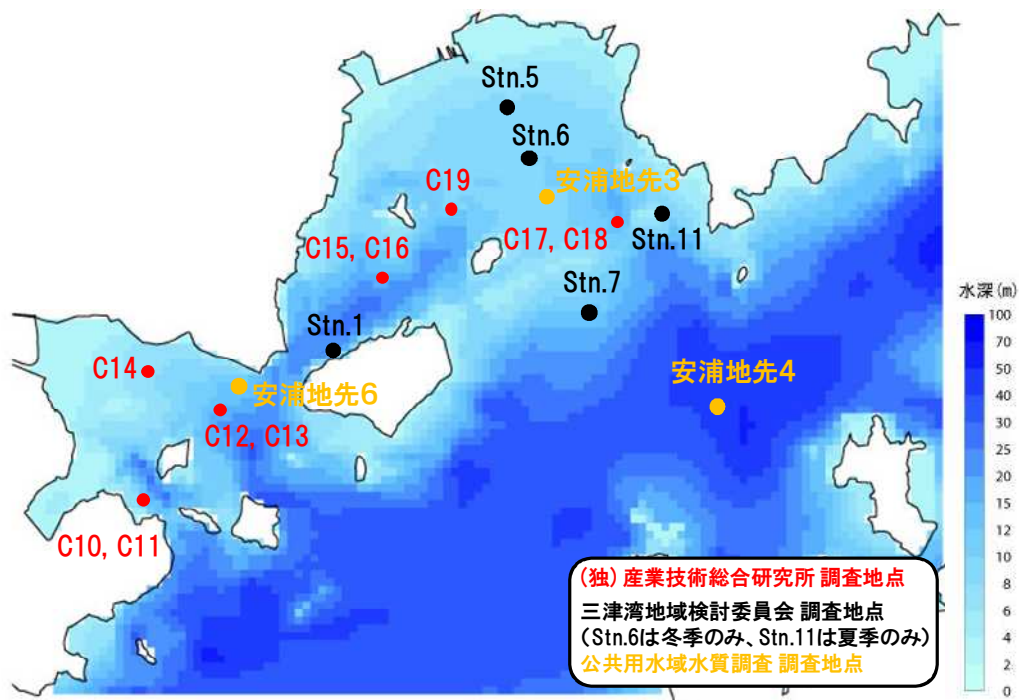 Stn.5
Stn.6
安浦地先3
C19
C17, C18
Stn.11
C15, C16
Stn.7
水深(m)
Stn.1
C14
安浦地先6
安浦地先4
C12, C13
C10, C11
100
70
50
40
30
25
20
15
12
10
8
6
4
2
0
(独)産業技術総合研究所 調査地点
三津湾地域検討委員会 調査地点
(Stn.6は冬季のみ、Stn.11は夏季のみ)
公共用水域水質調査 調査地点